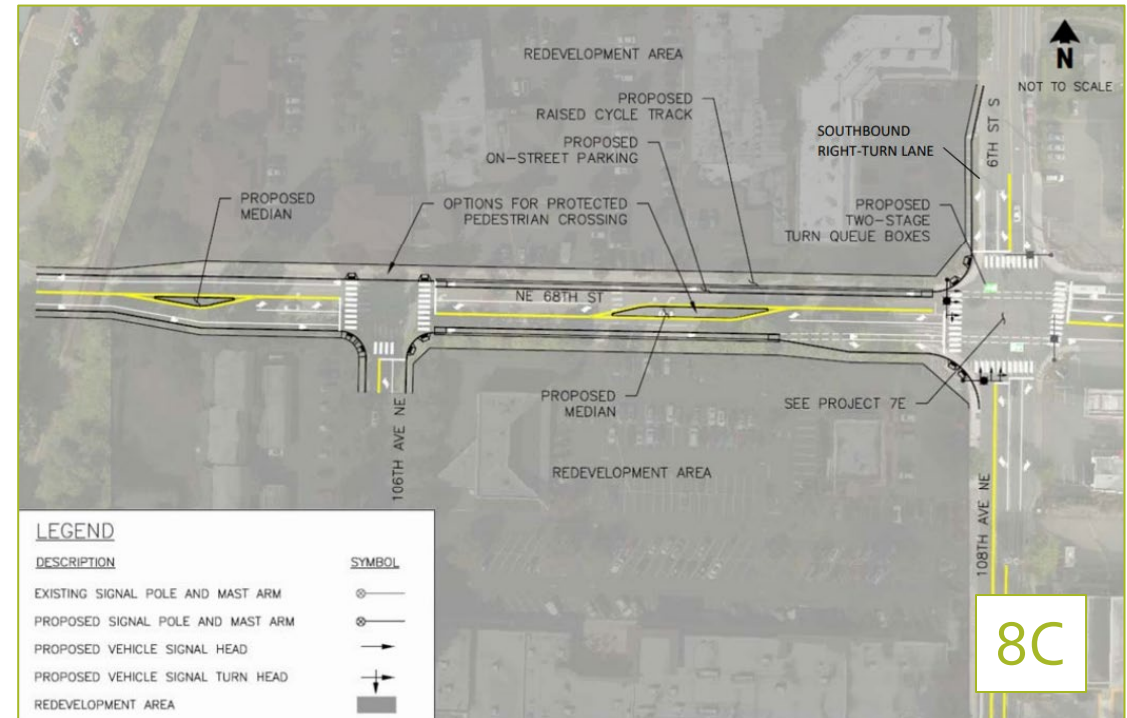 REDEVELOPMENT AREA
N
NOT TO SCALE
PROPOSED
RAISED CYCLE TRACK
PROPOSED
ON-STREET PARKING
SOUTHBOUND
RIGHT-TURN LANE
6TH ST S
PROPOSED
MEDIAN
OPTIONS FOR PROTECTED
PEDESTRIAN CROSSING
PROPOSED
TWO-STAGE
TURN QUEUE BOXES
NE 68TH ST
PROPOSED
MEDIAN
SEE PROJECT 7E
106TH AVE NE
REDEVELOPMENT AREA
108TH AVE NE
LEGEND
DESCRIPTION SYMBOL
EXISTING SIGNAL POLE AND MAST ARM
PROPOSED SIGNAL POLE AND MAST ARM
PROPOSED VEHICLE SIGNAL HEAD
PROPOSED VEHICLE SIGNAL TURN HEAD
REDEVELOPMENT AREA
8C